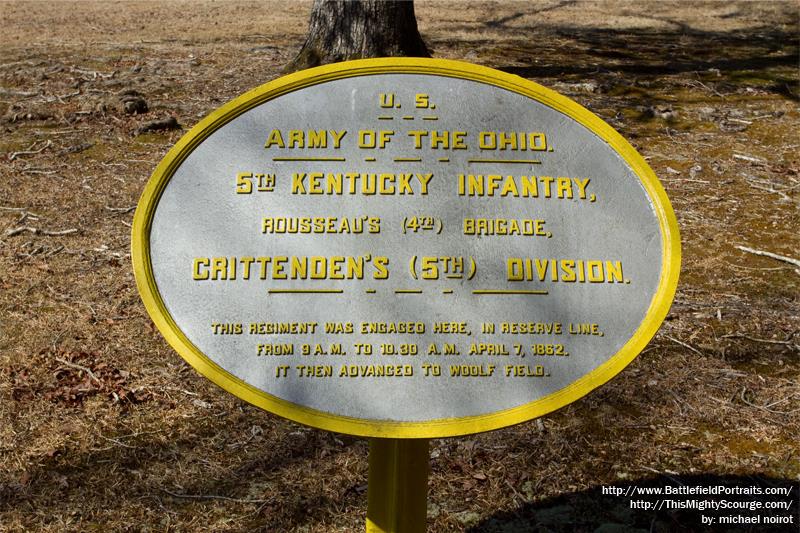 U. S.
ARMY OF THE OHIO.
5TH KENTUCKY INFANTRY,
ROUSSEAU'S (4TH) BRIGADE,
CRITTENDEN'S (5TH) DIVISION.
THIS REGIMENT WAS ENGAGED HERE, IN RESERVE LINE,
FROM 9 A.M. TO 10.30 A.M. APRIL 7, 1862.
IT THEN ADVANCED TO WOOLF FIELD.
http://www.BattlefieldPortraits.com/
http://ThisMightyScourge.com/
by: michael noirot